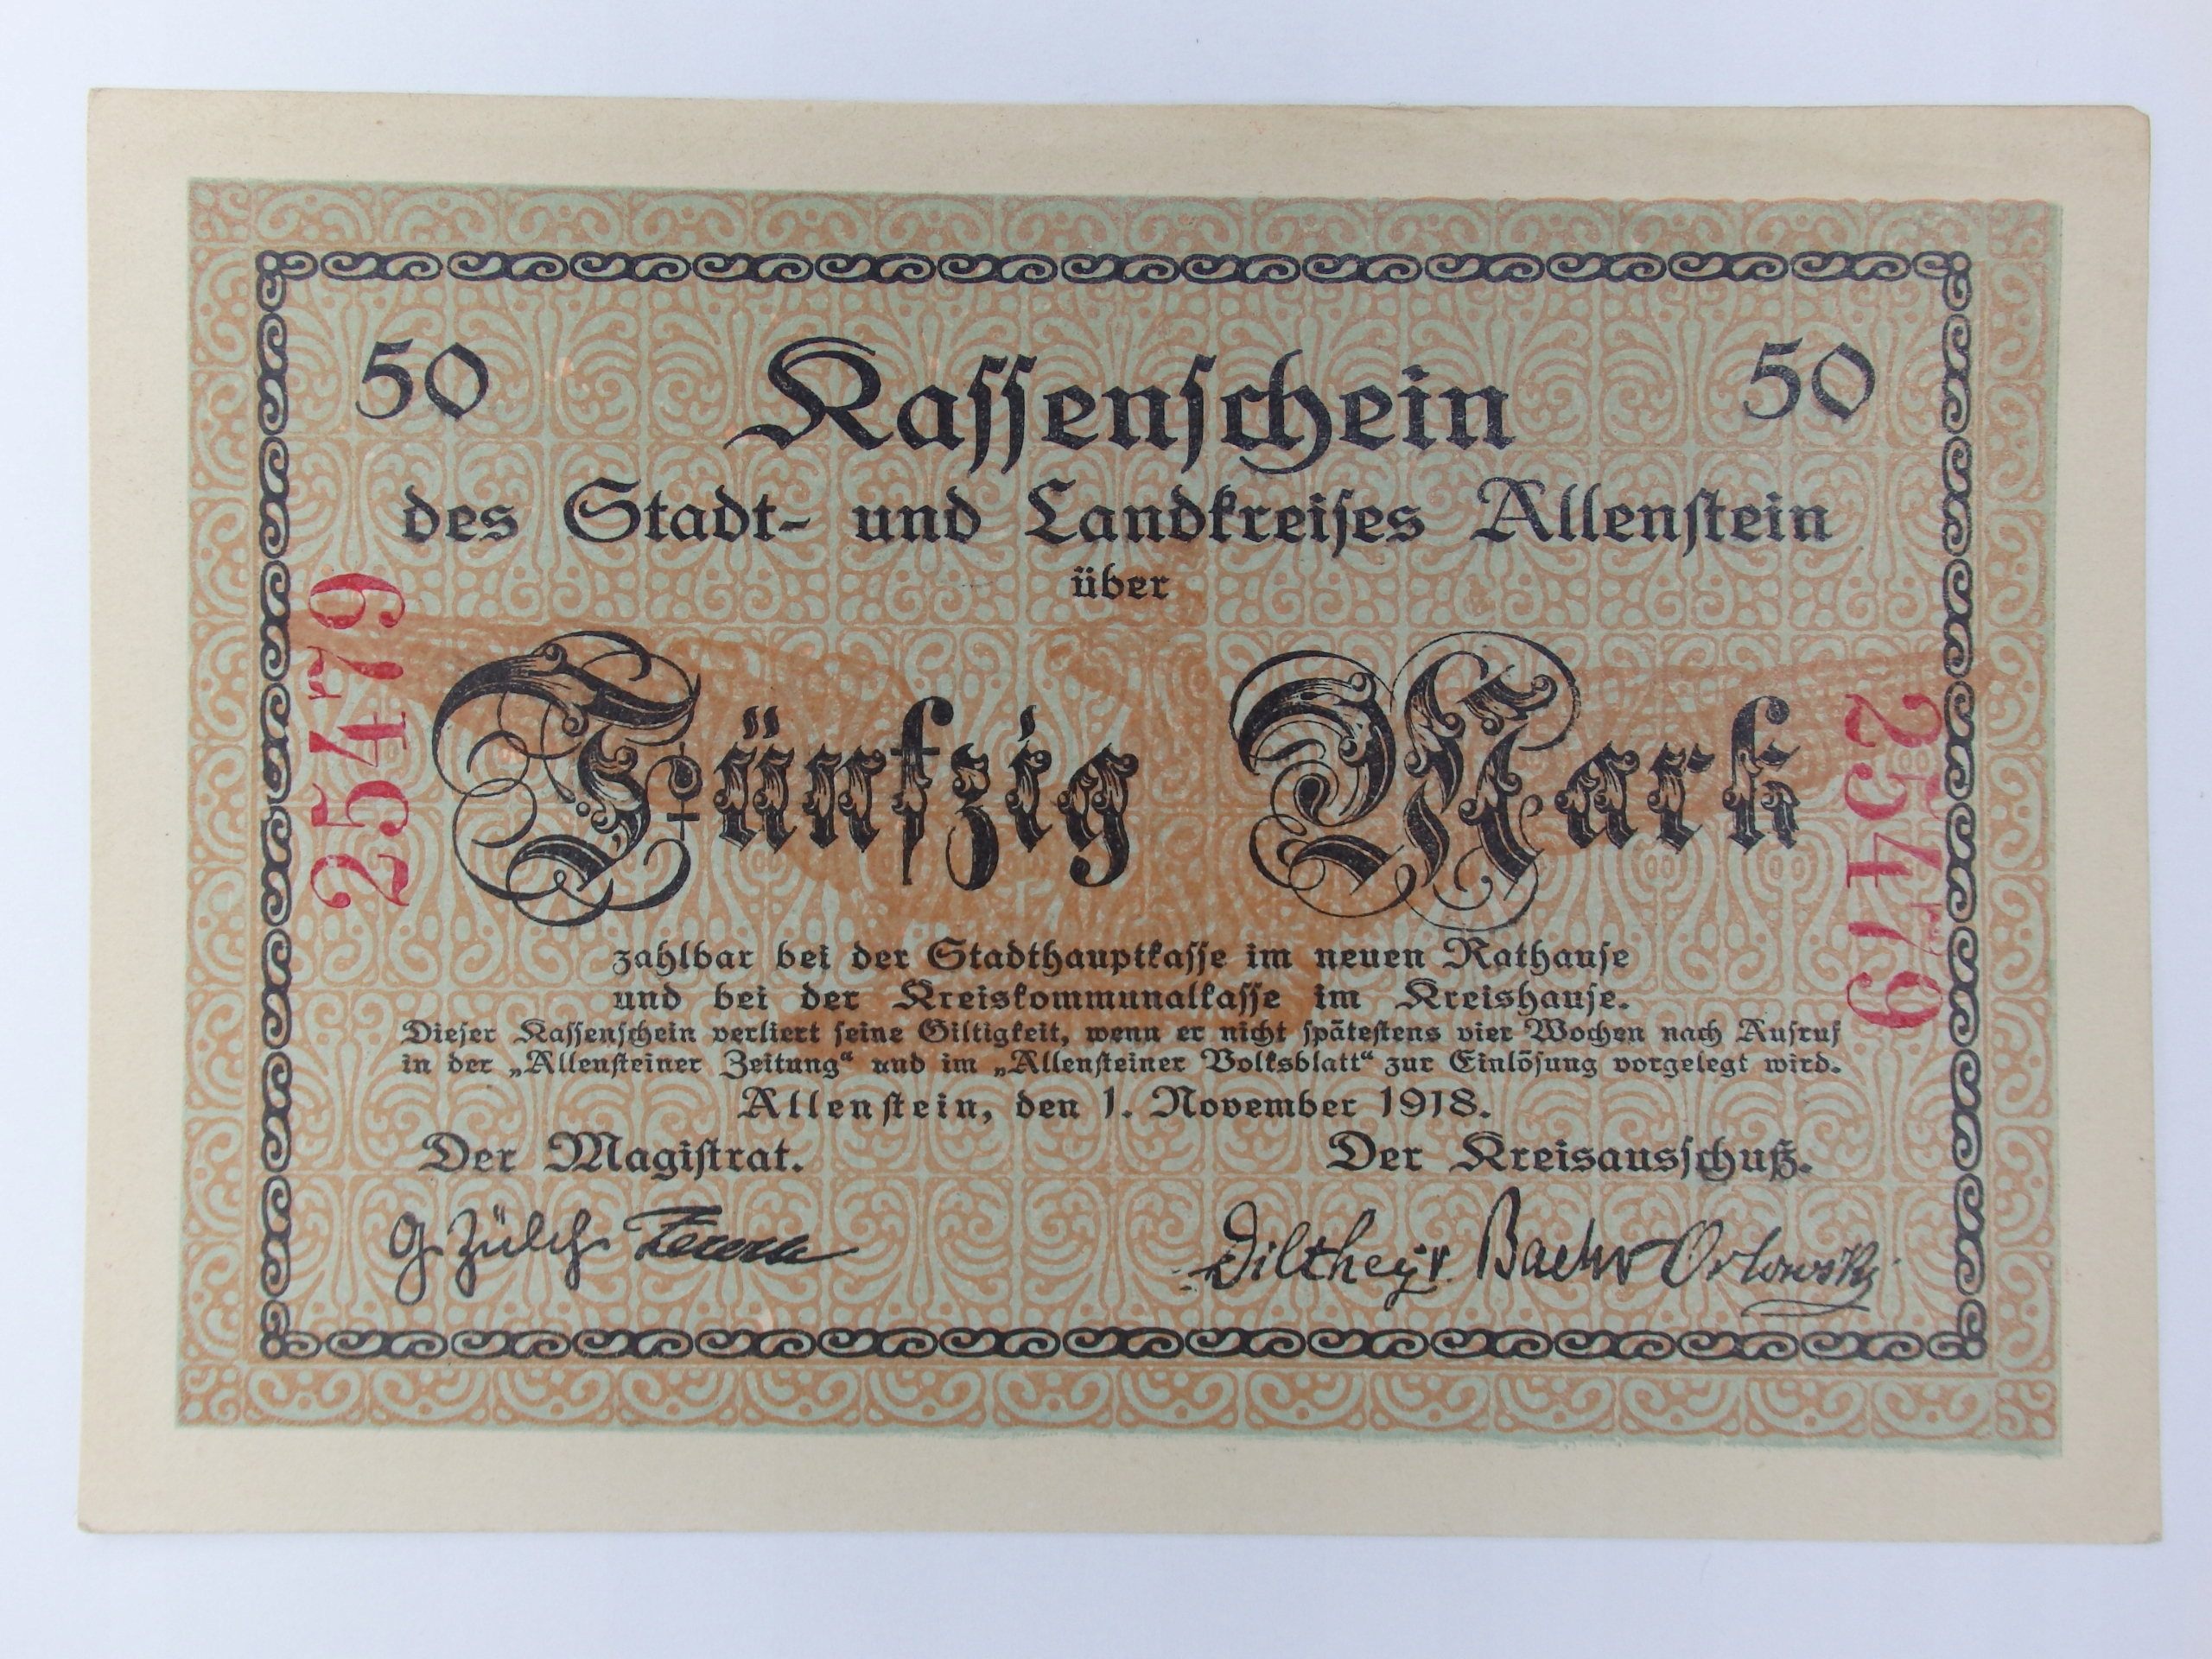 50 Kassenschein 50
des Stadt- und Landkreises Allenstein
über
25479
Fünfzig Mark
25479
zahlbar bei der Stadthauptkasse im neuen Rathause
und bei der Kreiskommunalkasse im Kreishause.
Dieser Kassenschein verliert seine Giltigkeit, wenn er nicht spätestens vier Wochen nach Aufruf
in der „Allensteiner Zeitung“ und im „Allensteiner Volksblatt“ zur Einlösung vorgelegt wird.
Allenstein, den 1. November 1918.
Der Magistrat. Der Kreisausschuß.
G. Zülch Orlowski